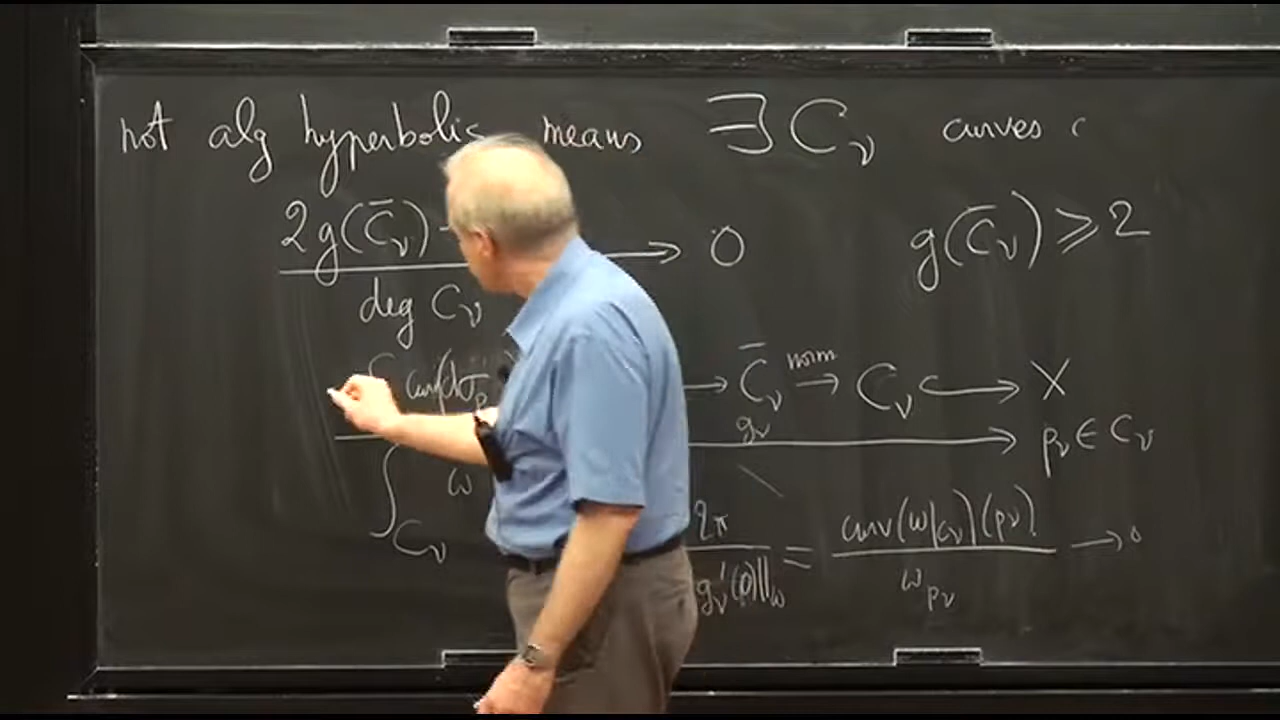 not alg hyperbolic means ∃ C_ν curves
2g(C̄_ν) - → 0 g(C̄_ν) ⩾ 2
deg C_ν
→ C̄_ν norm → C_ν ↪ X
g_ν → p_ν ∈ C_ν
∫_{C_ν} ω
2π / g_ν'(0)||_ω = curv(ω|_{C_ν})(p_ν) / ω_{p_ν} → 0